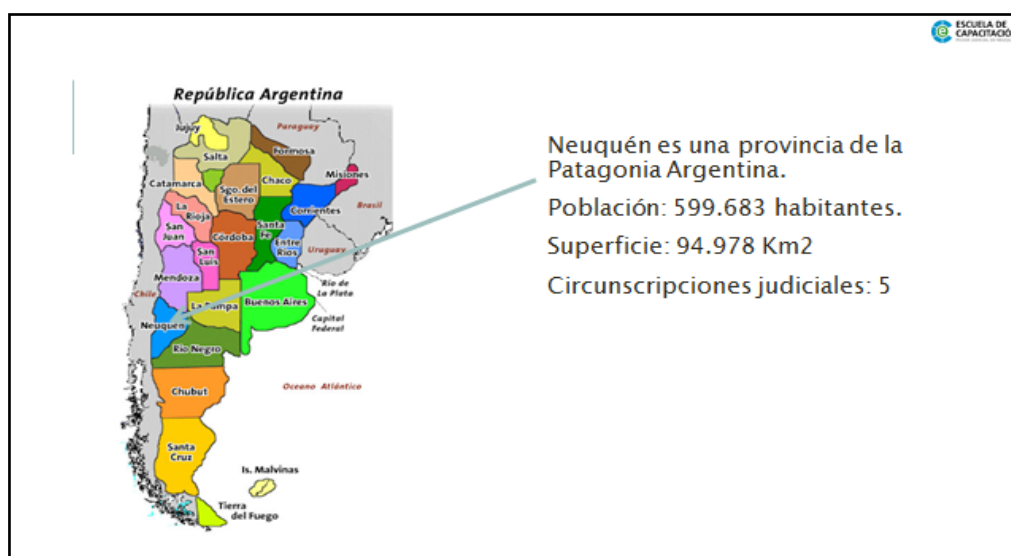 ESCUELA DE
CAPACITACIÓ
República Argentina
Jujuy
Paraguay
Salta
Formosa
Chaco
Misiones
Catamarca
Sgo. del
Estero
Corrientes
La
Rioja
Brasil
San
Juan
Santa
Fe
Córdoba
Entre
Ríos
Uruguay
San
Luis
Mendoza
Río de
La Plata
Chile
La Pampa
Buenos Aires
Capital
Federal
Neuquén
Río Negro
Oceano Atlántico
Chubut
Santa
Cruz
Is. Malvinas
Tierra
del Fuego
Neuquén es una provincia de la
Patagonia Argentina.
Población: 599.683 habitantes.
Superficie: 94.978 Km2
Circunscripciones judiciales: 5